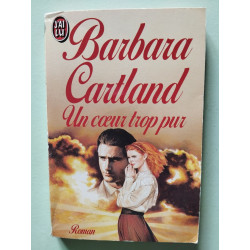 J'AI
LU
Barbara
Cartland
Un cœur trop pur
Roman